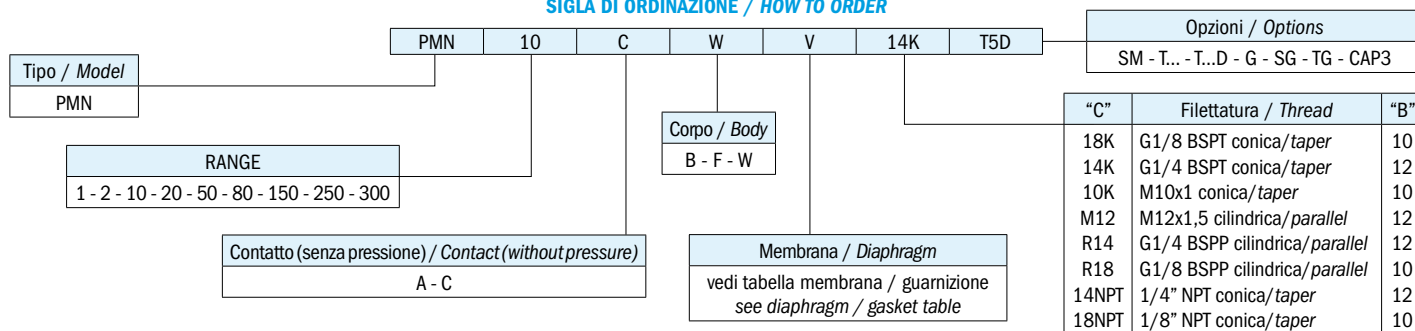 SIGLA DI ORDINAZIONE / HOW TO ORDER
PMN 10 C W V 14K T5D
Opzioni / Options
SM - T... - T...D - G - SG - TG - CAP3
Tipo / Model
PMN
RANGE
1 - 2 - 10 - 20 - 50 - 80 - 150 - 250 - 300
Contatto (senza pressione) / Contact (without pressure)
A - C
Corpo / Body
B - F - W
Membrana / Diaphragm
vedi tabella membrana / guarnizione
see diaphragm / gasket table
“C” Filettatura / Thread “B”
18K G1/8 BSPT conica/taper 10
14K G1/4 BSPT conica/taper 12
10K M10x1 conica/taper 10
M12 M12x1,5 cilindrica/parallel 12
R14 G1/4 BSPP cilindrica/parallel 12
R18 G1/8 BSPP cilindrica/parallel 10
14NPT 1/4” NPT conica/taper 12
18NPT 1/8” NPT conica/taper 10